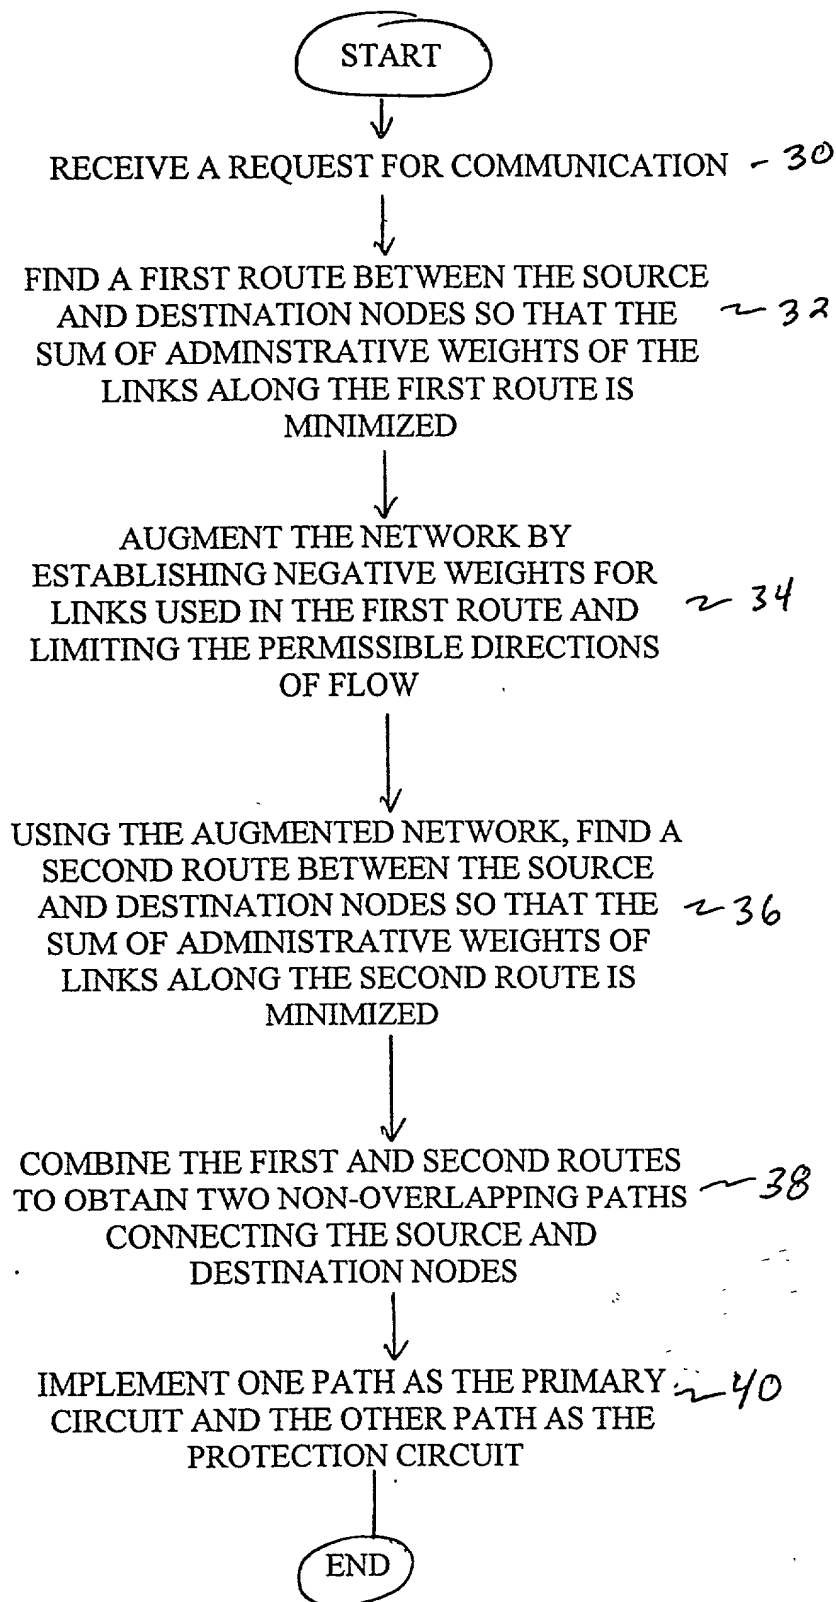 START
RECEIVE A REQUEST FOR COMMUNICATION - 30
FIND A FIRST ROUTE BETWEEN THE SOURCE
AND DESTINATION NODES SO THAT THE ~ 32
SUM OF ADMINSTRATIVE WEIGHTS OF THE
LINKS ALONG THE FIRST ROUTE IS
MINIMIZED
AUGMENT THE NETWORK BY
ESTABLISHING NEGATIVE WEIGHTS FOR
LINKS USED IN THE FIRST ROUTE AND ~ 34
LIMITING THE PERMISSIBLE DIRECTIONS
OF FLOW
USING THE AUGMENTED NETWORK, FIND A
SECOND ROUTE BETWEEN THE SOURCE
AND DESTINATION NODES SO THAT THE ~ 36
SUM OF ADMINISTRATIVE WEIGHTS OF
LINKS ALONG THE SECOND ROUTE IS
MINIMIZED
COMBINE THE FIRST AND SECOND ROUTES
TO OBTAIN TWO NON-OVERLAPPING PATHS ~ 38
CONNECTING THE SOURCE AND
DESTINATION NODES
IMPLEMENT ONE PATH AS THE PRIMARY ~ 40
CIRCUIT AND THE OTHER PATH AS THE
PROTECTION CIRCUIT
END